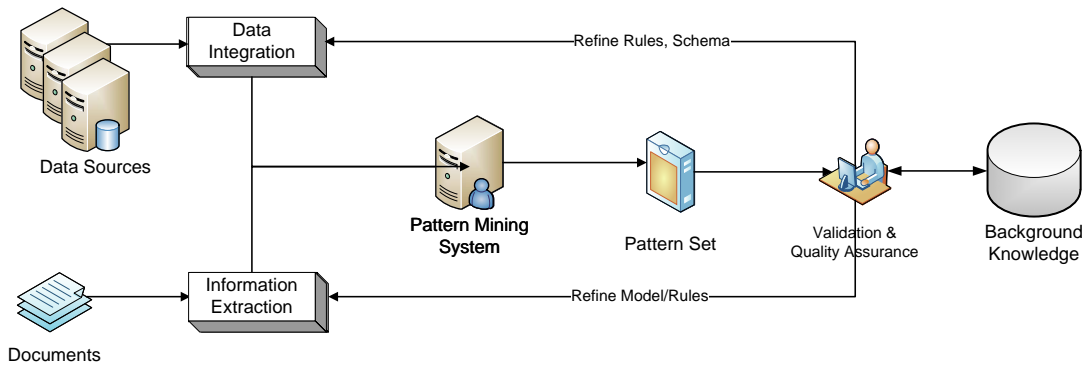 Data
Integration
Refine Rules, Schema
Data Sources
Pattern Mining
System
Pattern Set
Validation &
Quality Assurance
Background
Knowledge
Information
Extraction
Refine Model/Rules
Documents